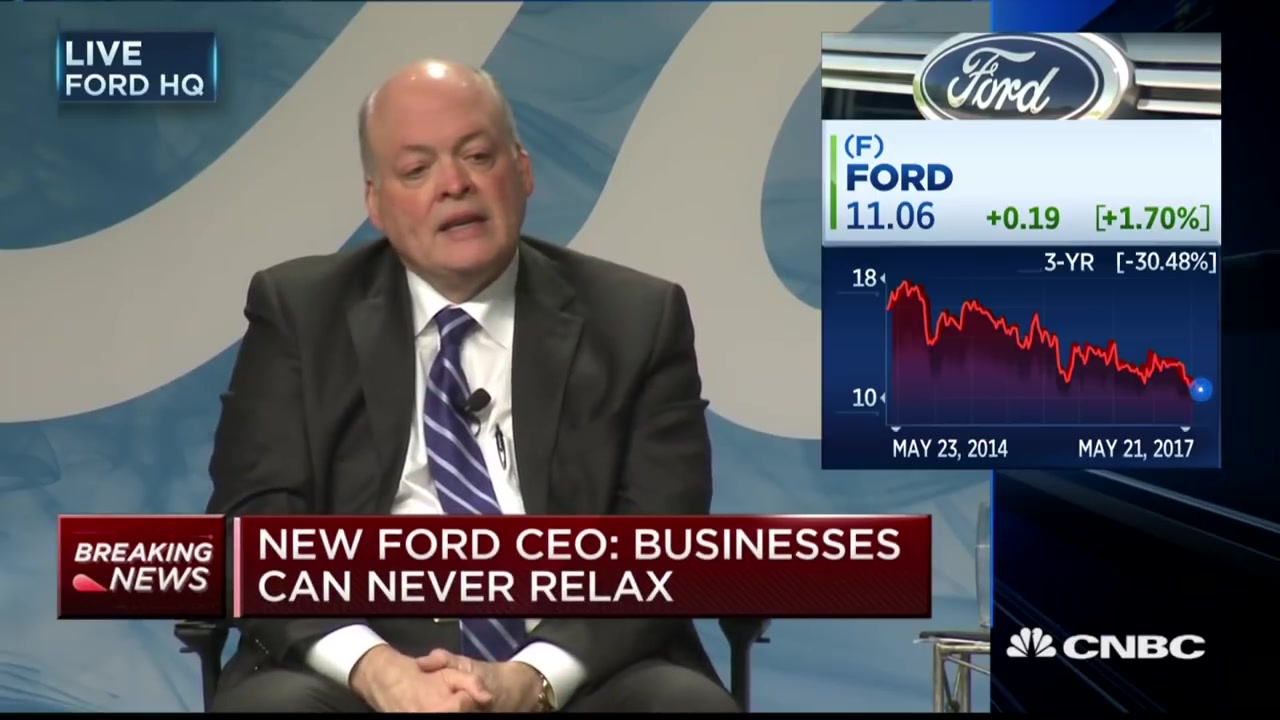 LIVE
FORD HQ
Ford
(F)
FORD
11.06 +0.19 [+1.70%]
3-YR [-30.48%]
18
10
MAY 23, 2014 MAY 21, 2017
BREAKING
NEWS
NEW FORD CEO: BUSINESSES
CAN NEVER RELAX
CNBC